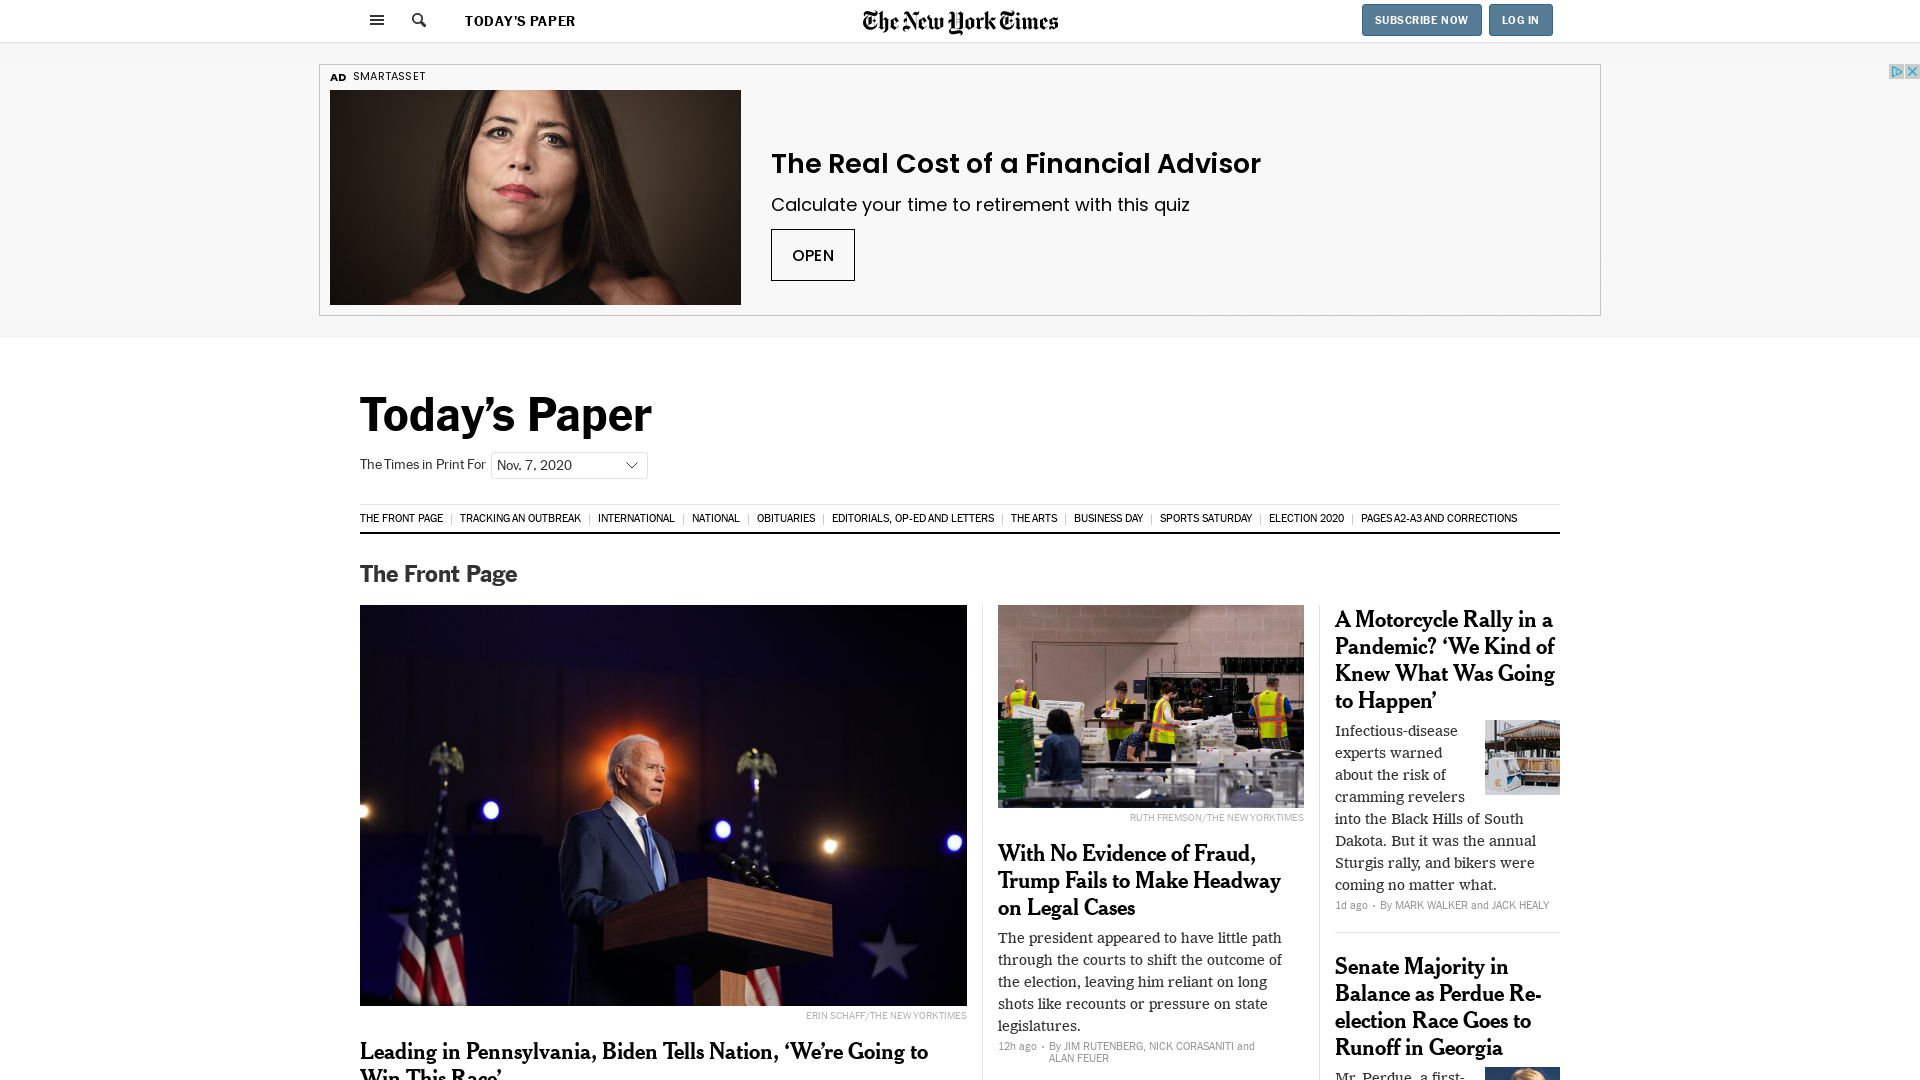 TODAY'S PAPER
The New York Times
SUBSCRIBE NOW
LOG IN
AD SMARTASSET
The Real Cost of a Financial Advisor
Calculate your time to retirement with this quiz
OPEN
Today’s Paper
The Times in Print For Nov. 7, 2020
THE FRONT PAGE TRACKING AN OUTBREAK INTERNATIONAL NATIONAL OBITUARIES EDITORIALS, OP-ED AND LETTERS THE ARTS BUSINESS DAY SPORTS SATURDAY ELECTION 2020 PAGES A2-A3 AND CORRECTIONS
The Front Page
ERIN SCHAFF/THE NEW YORK TIMES
Leading in Pennsylvania, Biden Tells Nation, ‘We’re Going to
Win This Race’
RUTH FREMSON/THE NEW YORK TIMES
With No Evidence of Fraud,
Trump Fails to Make Headway
on Legal Cases
The president appeared to have little path
through the courts to shift the outcome of
the election, leaving him reliant on long
shots like recounts or pressure on state
legislatures.
12h ago • By JIM RUTENBERG, NICK CORASANITI and
ALAN FEUER
A Motorcycle Rally in a
Pandemic? ‘We Kind of
Knew What Was Going
to Happen’
Infectious-disease
experts warned
about the risk of
cramming revelers
into the Black Hills of South
Dakota. But it was the annual
Sturgis rally, and bikers were
coming no matter what.
1d ago • By MARK WALKER and JACK HEALY
Senate Majority in
Balance as Perdue Re-
election Race Goes to
Runoff in Georgia
Mr. Perdue, a first-